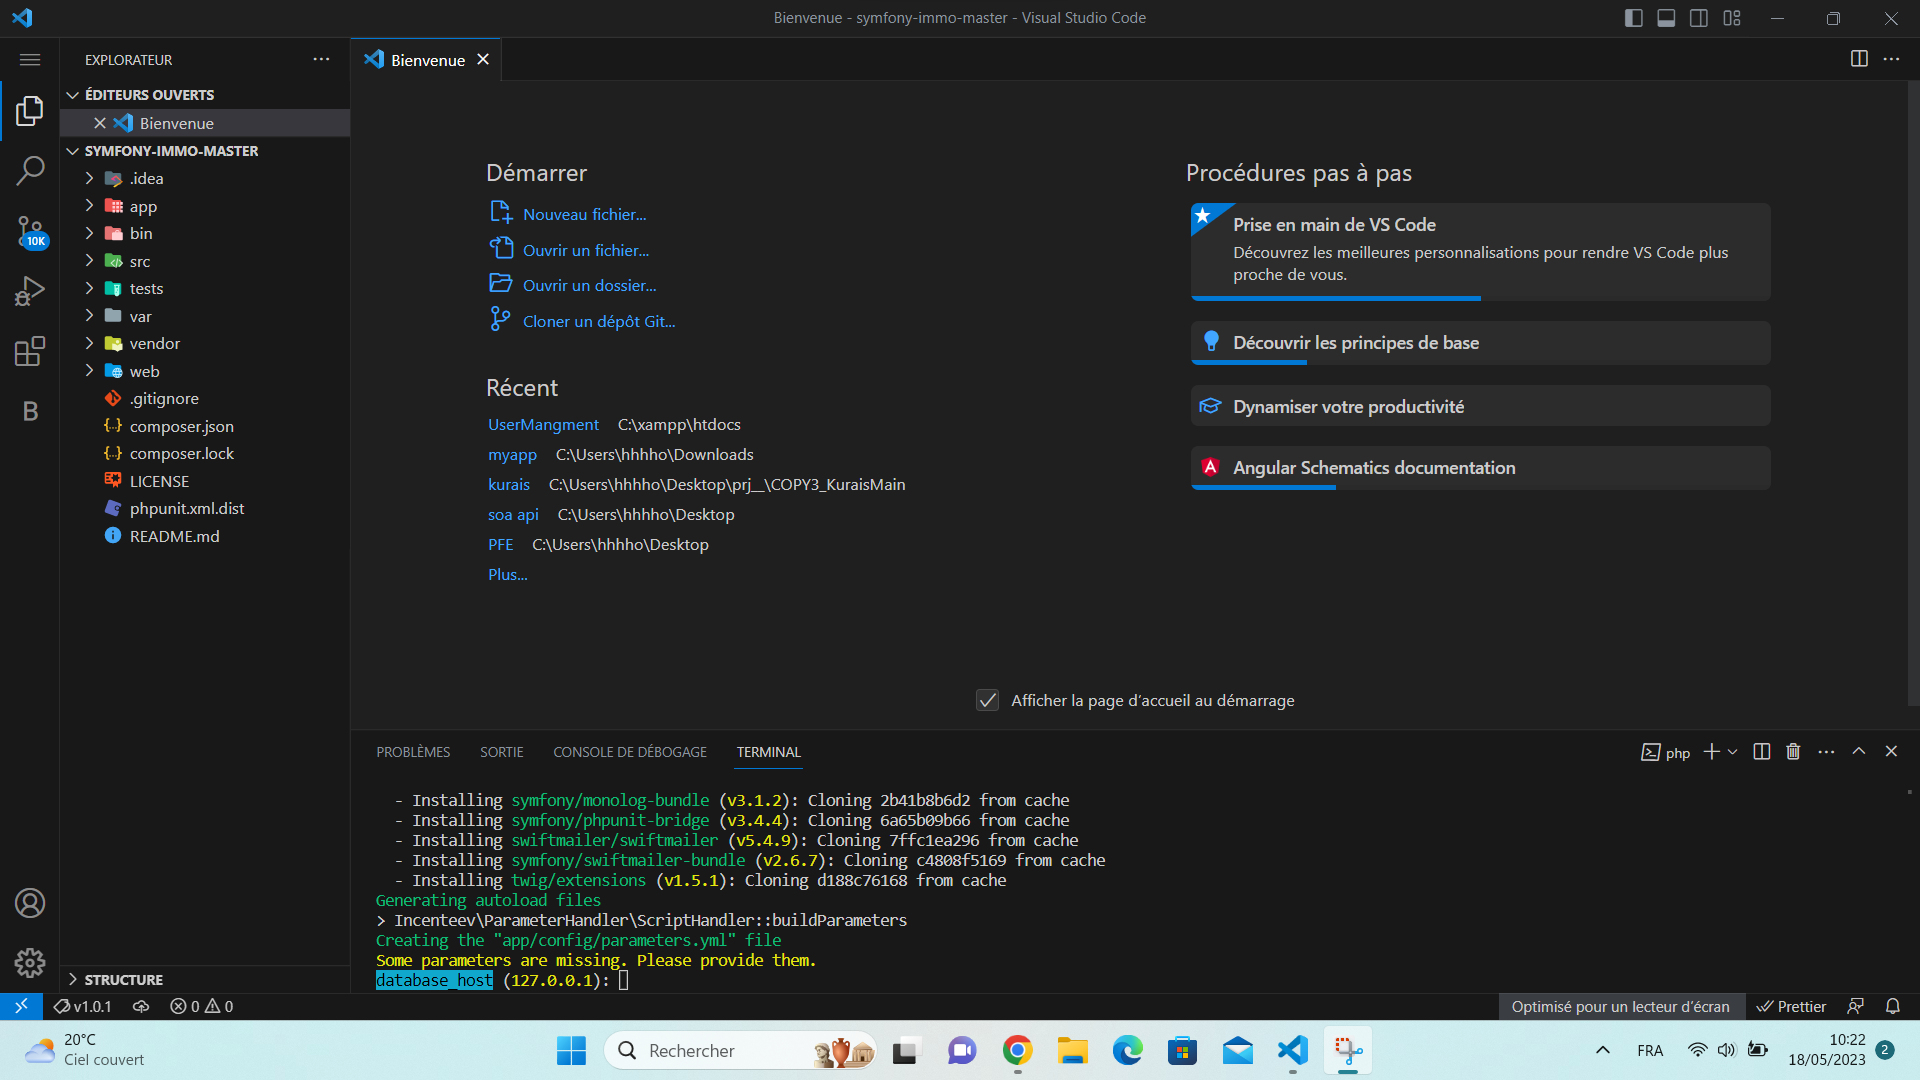 Bienvenue - symfony-immo-master - Visual Studio Code
EXPLORATEUR
Bienvenue
ÉDITEURS OUVERTS
Bienvenue
SYMFONY-IMMO-MASTER
.idea
app
bin
src
tests
var
vendor
web
.gitignore
composer.json
composer.lock
LICENSE
phpunit.xml.dist
README.md
STRUCTURE
10K
B
Démarrer
Nouveau fichier...
Ouvrir un fichier...
Ouvrir un dossier...
Cloner un dépôt Git...
Récent
UserMangment C:\xampp\htdocs
myapp C:\Users\hhhho\Downloads
kurais C:\Users\hhhho\Desktop\prj__\COPY3_KuraisMain
soa api C:\Users\hhhho\Desktop
PFE C:\Users\hhhho\Desktop
Plus...
Procédures pas à pas
Prise en main de VS Code
Découvrez les meilleures personnalisations pour rendre VS Code plus
proche de vous.
Découvrir les principes de base
Dynamiser votre productivité
Angular Schematics documentation
Afficher la page d'accueil au démarrage
PROBLÈMES SORTIE CONSOLE DE DÉBOGAGE TERMINAL
php
- Installing symfony/monolog-bundle (v3.1.2): Cloning 2b41b8b6d2 from cache
- Installing symfony/phpunit-bridge (v3.4.4): Cloning 6a65b09b66 from cache
- Installing swiftmailer/swiftmailer (v5.4.9): Cloning 7ffc1ea296 from cache
- Installing symfony/swiftmailer-bundle (v2.6.7): Cloning c4808f5169 from cache
- Installing twig/extensions (v1.5.1): Cloning d188c76168 from cache
Generating autoload files
> Incenteev\ParameterHandler\ScriptHandler::buildParameters
Creating the "app/config/parameters.yml" file
Some parameters are missing. Please provide them.
database_host (127.0.0.1):
v1.0.1 0 0 Optimisé pour un lecteur d'écran Prettier
20°C
Ciel couvert
Rechercher
FRA
10:22
18/05/2023
2